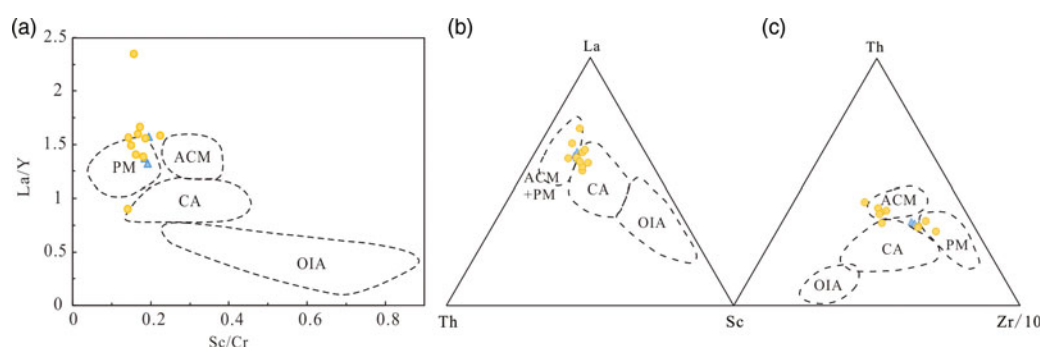 (a)
2.5
2
1.5
1
0.5
0
La/Y
PM
ACM
CA
OIA
0
0.2
0.4
0.6
0.8
Sc/Cr
(b)
La
ACM
+PM
CA
OIA
Th
Sc
(c)
Th
ACM
PM
CA
OIA
Zr/10